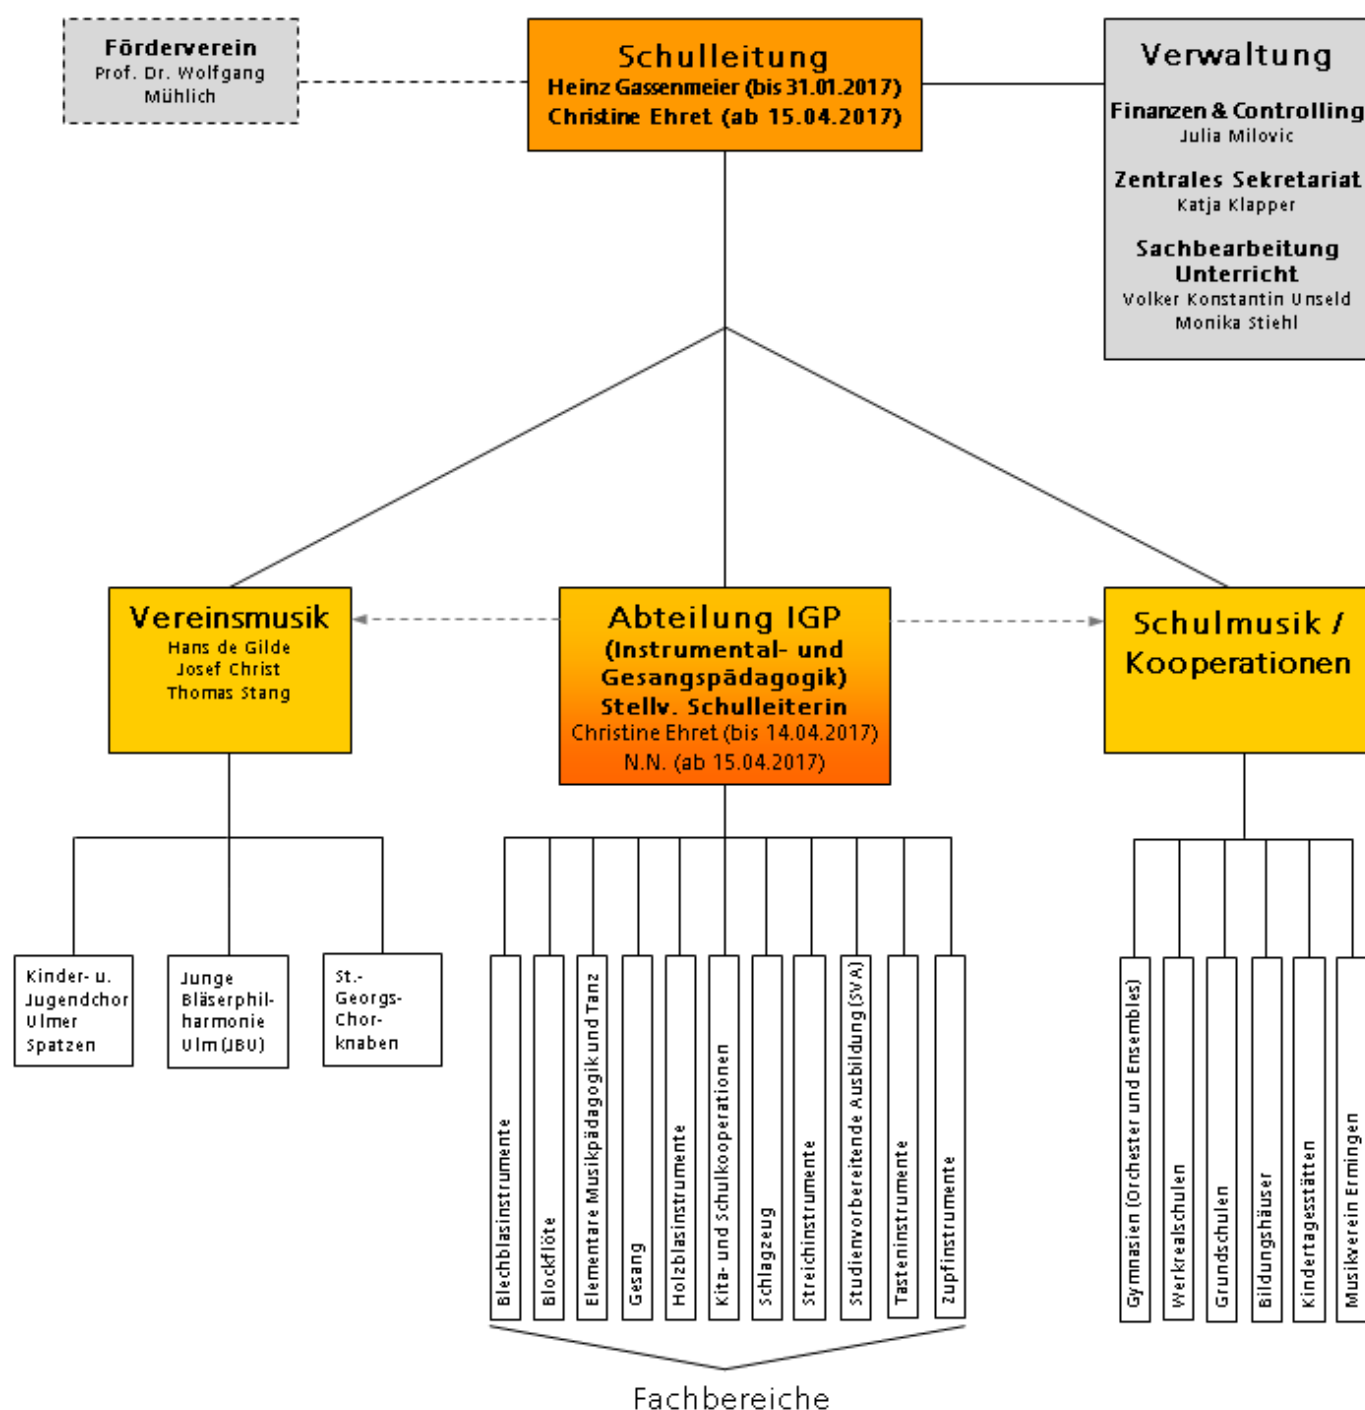 Förderverein
Prof. Dr. Wolfgang
Mühlich
Schulleitung
Heinz Gassenmeier (bis 31.01.2017)
Christine Ehret (ab 15.04.2017)
Verwaltung
Finanzen & Controlling
Julia Milovic
Zentrales Sekretariat
Katja Klapper
Sachbearbeitung
Unterricht
Volker Konstantin Unseld
Monika Stiehl
Vereinsmusik
Hans de Gilde
Josef Christ
Thomas Stang
Abteilung IGP
(Instrumental- und
Gesangspädagogik)
Stellv. Schulleiterin
Christine Ehret (bis 14.04.2017)
N.N. (ab 15.04.2017)
Schulmusik /
Kooperationen
Kinder- u.
Jugendchor
Ulmer
Spatzen
Junge
Bläserphil-
harmonie
Ulm (JBU)
St.-
Georgs-
Chor-
knaben
Blechblasinstrumente
Blockflöte
Elementare Musikpädagogik und Tanz
Gesang
Holzblasinstrumente
Kita- und Schulkooperationen
Schlagzeug
Streichinstrumente
Studienvorbereitende Ausbildung (SVA)
Tasteninstrumente
Zupfinstrumente
Gymnasien (Orchester und Ensembles)
Werkrealschulen
Grundschulen
Bildungshäuser
Kindertagesstätten
Musikverein Ermingen
Fachbereiche